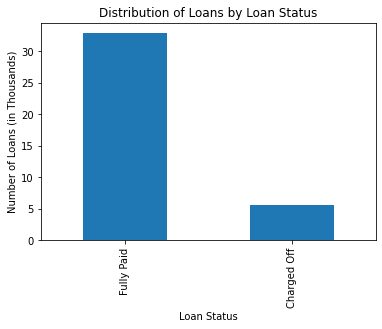 Distribution of Loans by Loan Status
Number of Loans (in Thousands)
30
25
20
15
10
5
0
Fully Paid
Charged Off
Loan Status